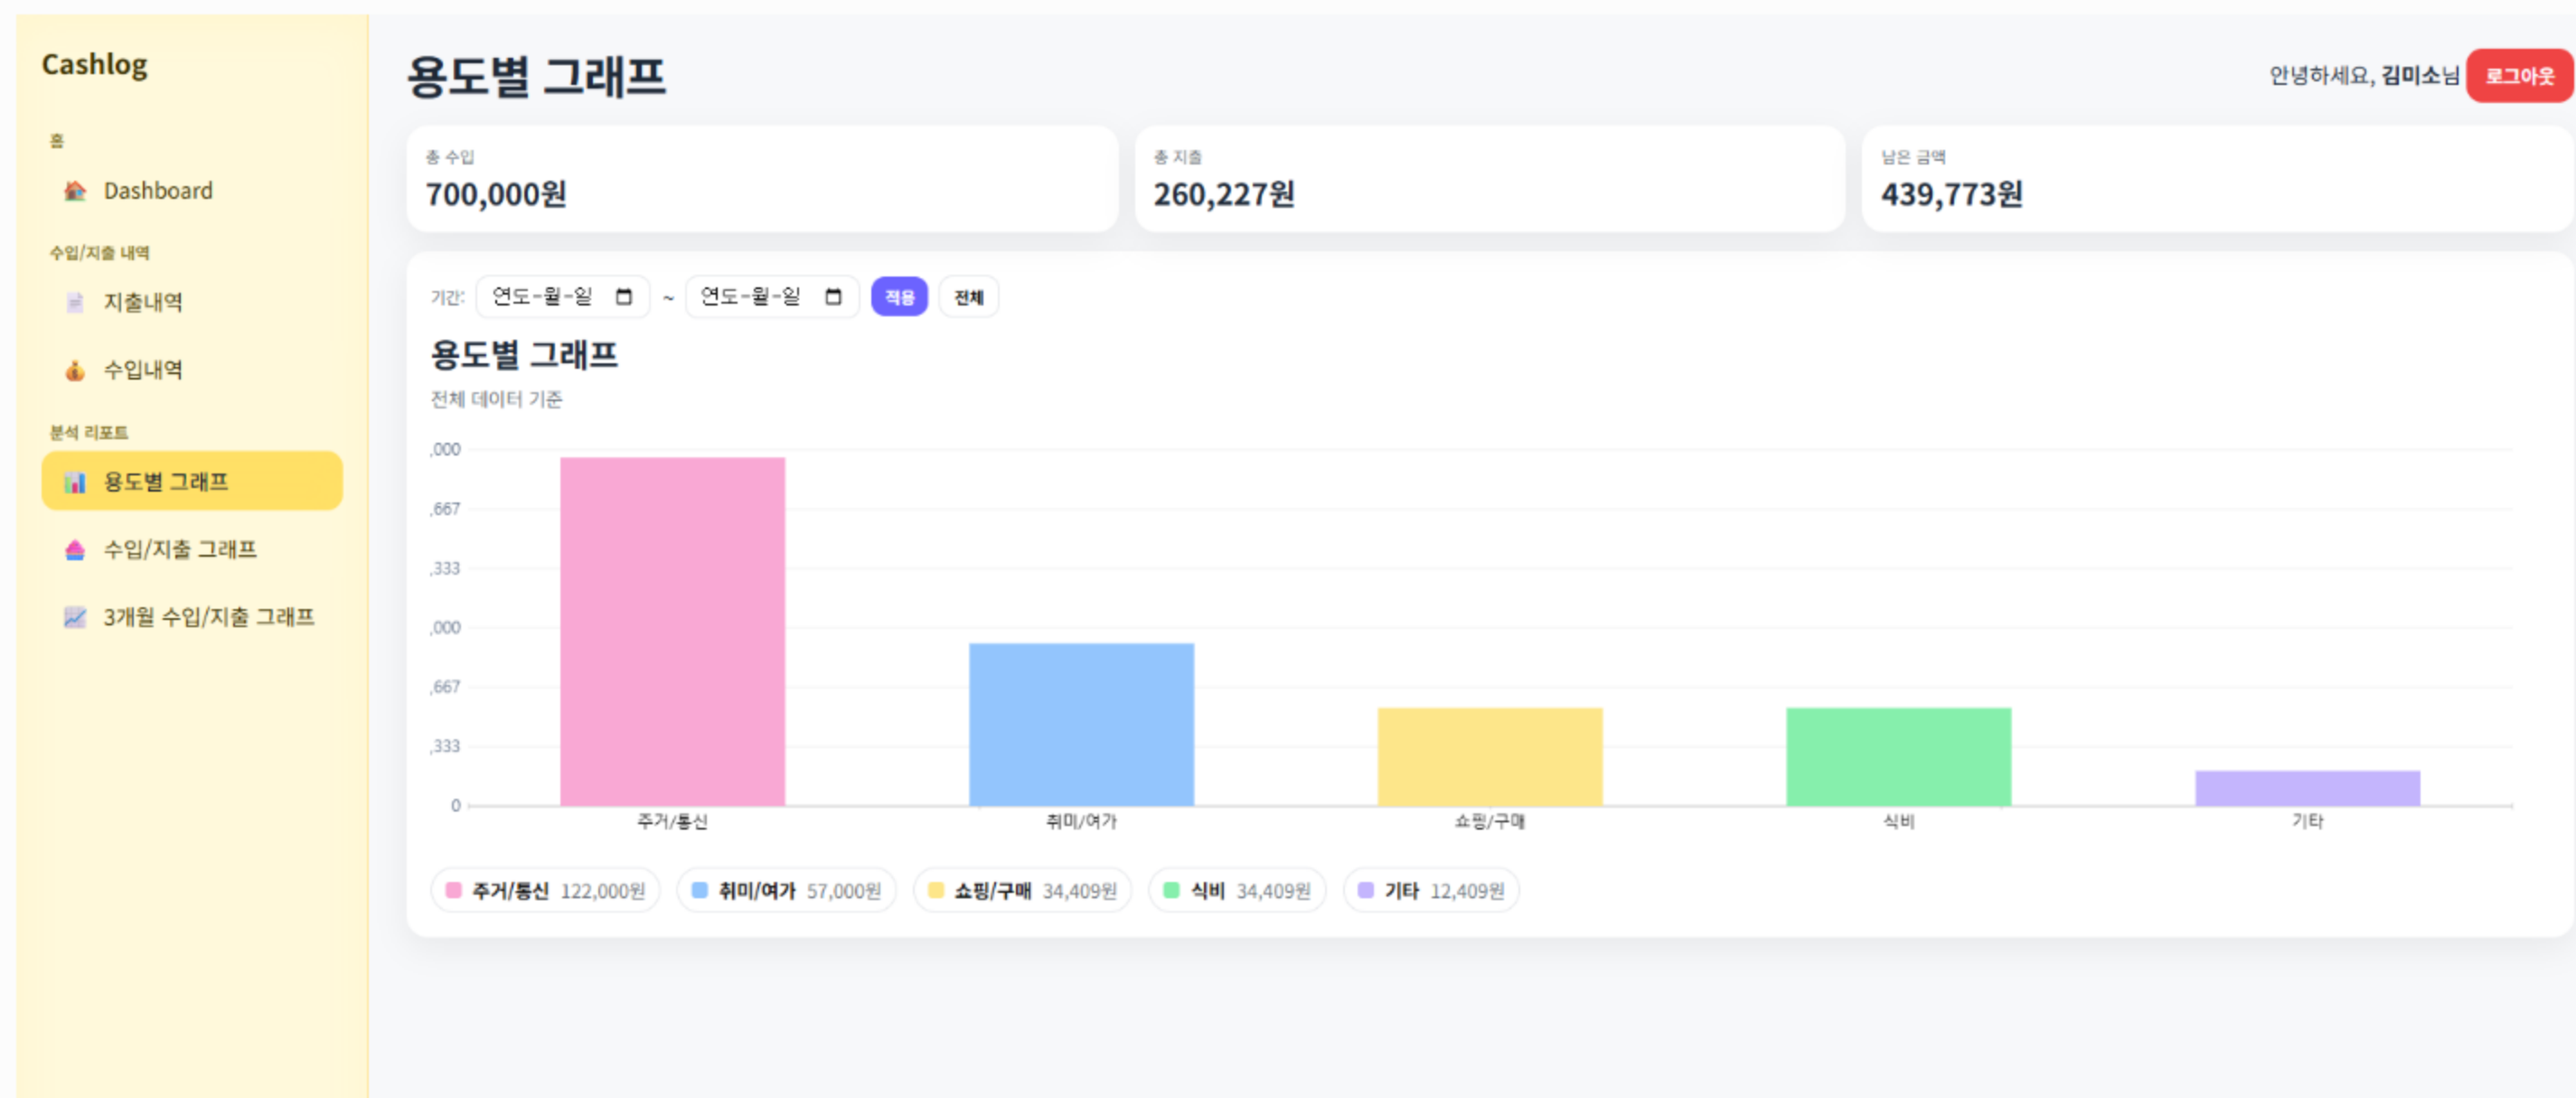 Cashlog
홈
Dashboard
수입/지출 내역
지출내역
수입내역
분석 리포트
용도별 그래프
수입/지출 그래프
3개월 수입/지출 그래프
용도별 그래프
안녕하세요, 김미소님 로그아웃
총 수입
700,000원
총 지출
260,227원
남은 금액
439,773원
기간: 연도-월-일 ~ 연도-월-일 적용 전체
용도별 그래프
전체 데이터 기준
,000
,667
,333
,000
,667
,333
0
주거/통신 취미/여가 쇼핑/구매 식비 기타
주거/통신 122,000원 취미/여가 57,000원 쇼핑/구매 34,409원 식비 34,409원 기타 12,409원